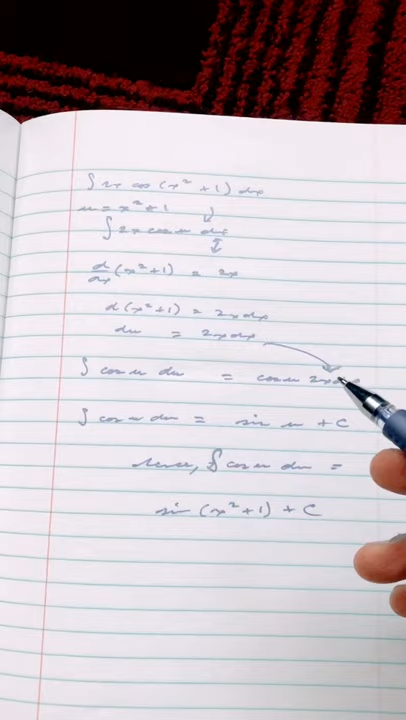 ∫ 2x cos (x² + 1) dx
u = x² + 1
∫ 2x cos u dx
d/dx (x² + 1) = 2x
d(x² + 1) = 2x dx
du = 2x dx
∫ cos u du = cos u 2x
∫ cos u du = sin u + C
Hence, ∫ cos u du =
sin (x² + 1) + C